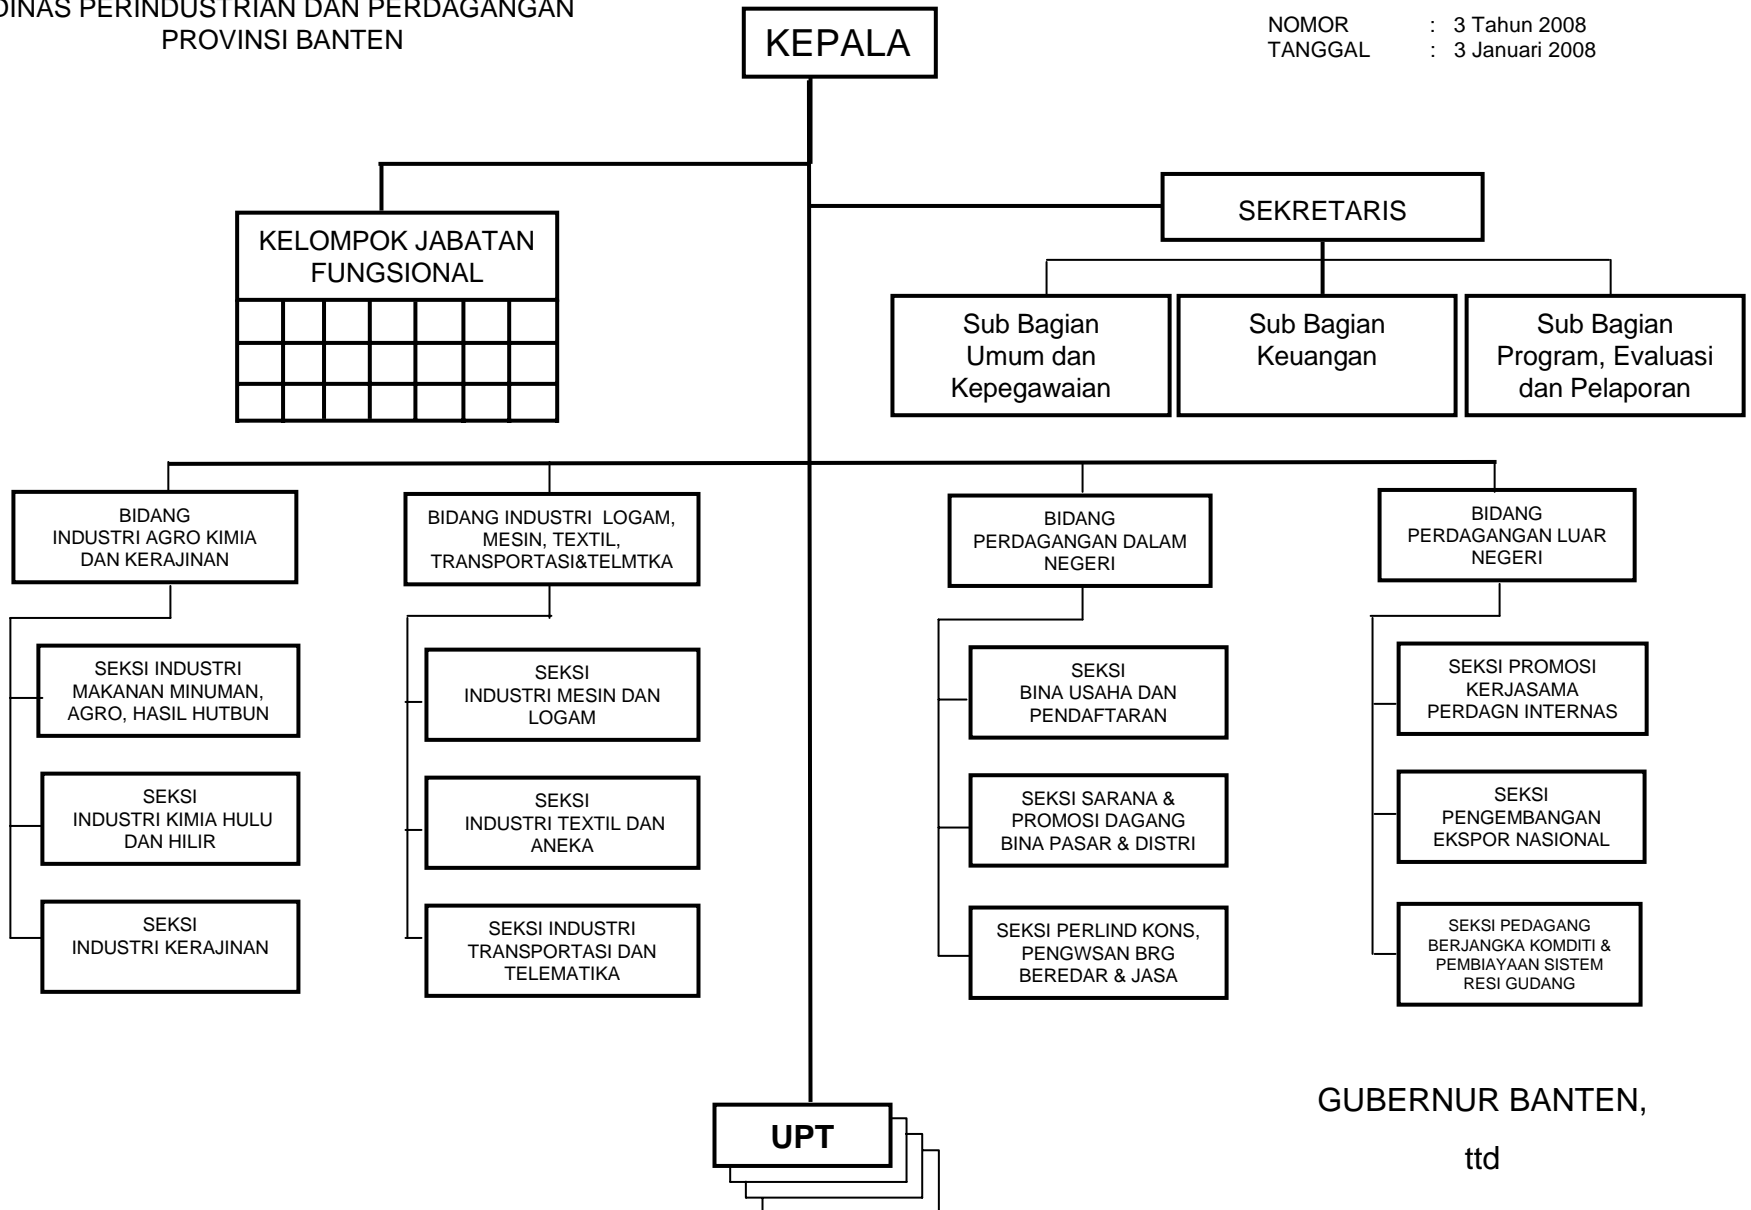 DINAS PERINDUSTRIAN DAN PERDAGANGAN
PROVINSI BANTEN
KEPALA
NOMOR : 3 Tahun 2008
TANGGAL : 3 Januari 2008
SEKRETARIS
KELOMPOK JABATAN
FUNGSIONAL
Sub Bagian
Umum dan
Kepegawaian
Sub Bagian
Keuangan
Sub Bagian
Program, Evaluasi
dan Pelaporan
BIDANG
INDUSTRI AGRO KIMIA
DAN KERAJINAN
BIDANG INDUSTRI LOGAM,
MESIN, TEXTIL,
TRANSPORTASI&TELMTKA
BIDANG
PERDAGANGAN DALAM
NEGERI
BIDANG
PERDAGANGAN LUAR
NEGERI
SEKSI INDUSTRI
MAKANAN MINUMAN,
AGRO, HASIL HUTBUN
SEKSI
INDUSTRI MESIN DAN
LOGAM
SEKSI
BINA USAHA DAN
PENDAFTARAN
SEKSI PROMOSI
KERJASAMA
PERDAGN INTERNAS
SEKSI
INDUSTRI KIMIA HULU
DAN HILIR
SEKSI
INDUSTRI TEXTIL DAN
ANEKA
SEKSI SARANA &
PROMOSI DAGANG
BINA PASAR & DISTRI
SEKSI
PENGEMBANGAN
EKSPOR NASIONAL
SEKSI
INDUSTRI KERAJINAN
SEKSI INDUSTRI
TRANSPORTASI DAN
TELEMATIKA
SEKSI PERLIND KONS,
PENGWSAN BRG
BEREDAR & JASA
SEKSI PEDAGANG
BERJANGKA KOMDITI &
PEMBIAYAAN SISTEM
RESI GUDANG
UPT
GUBERNUR BANTEN,
ttd